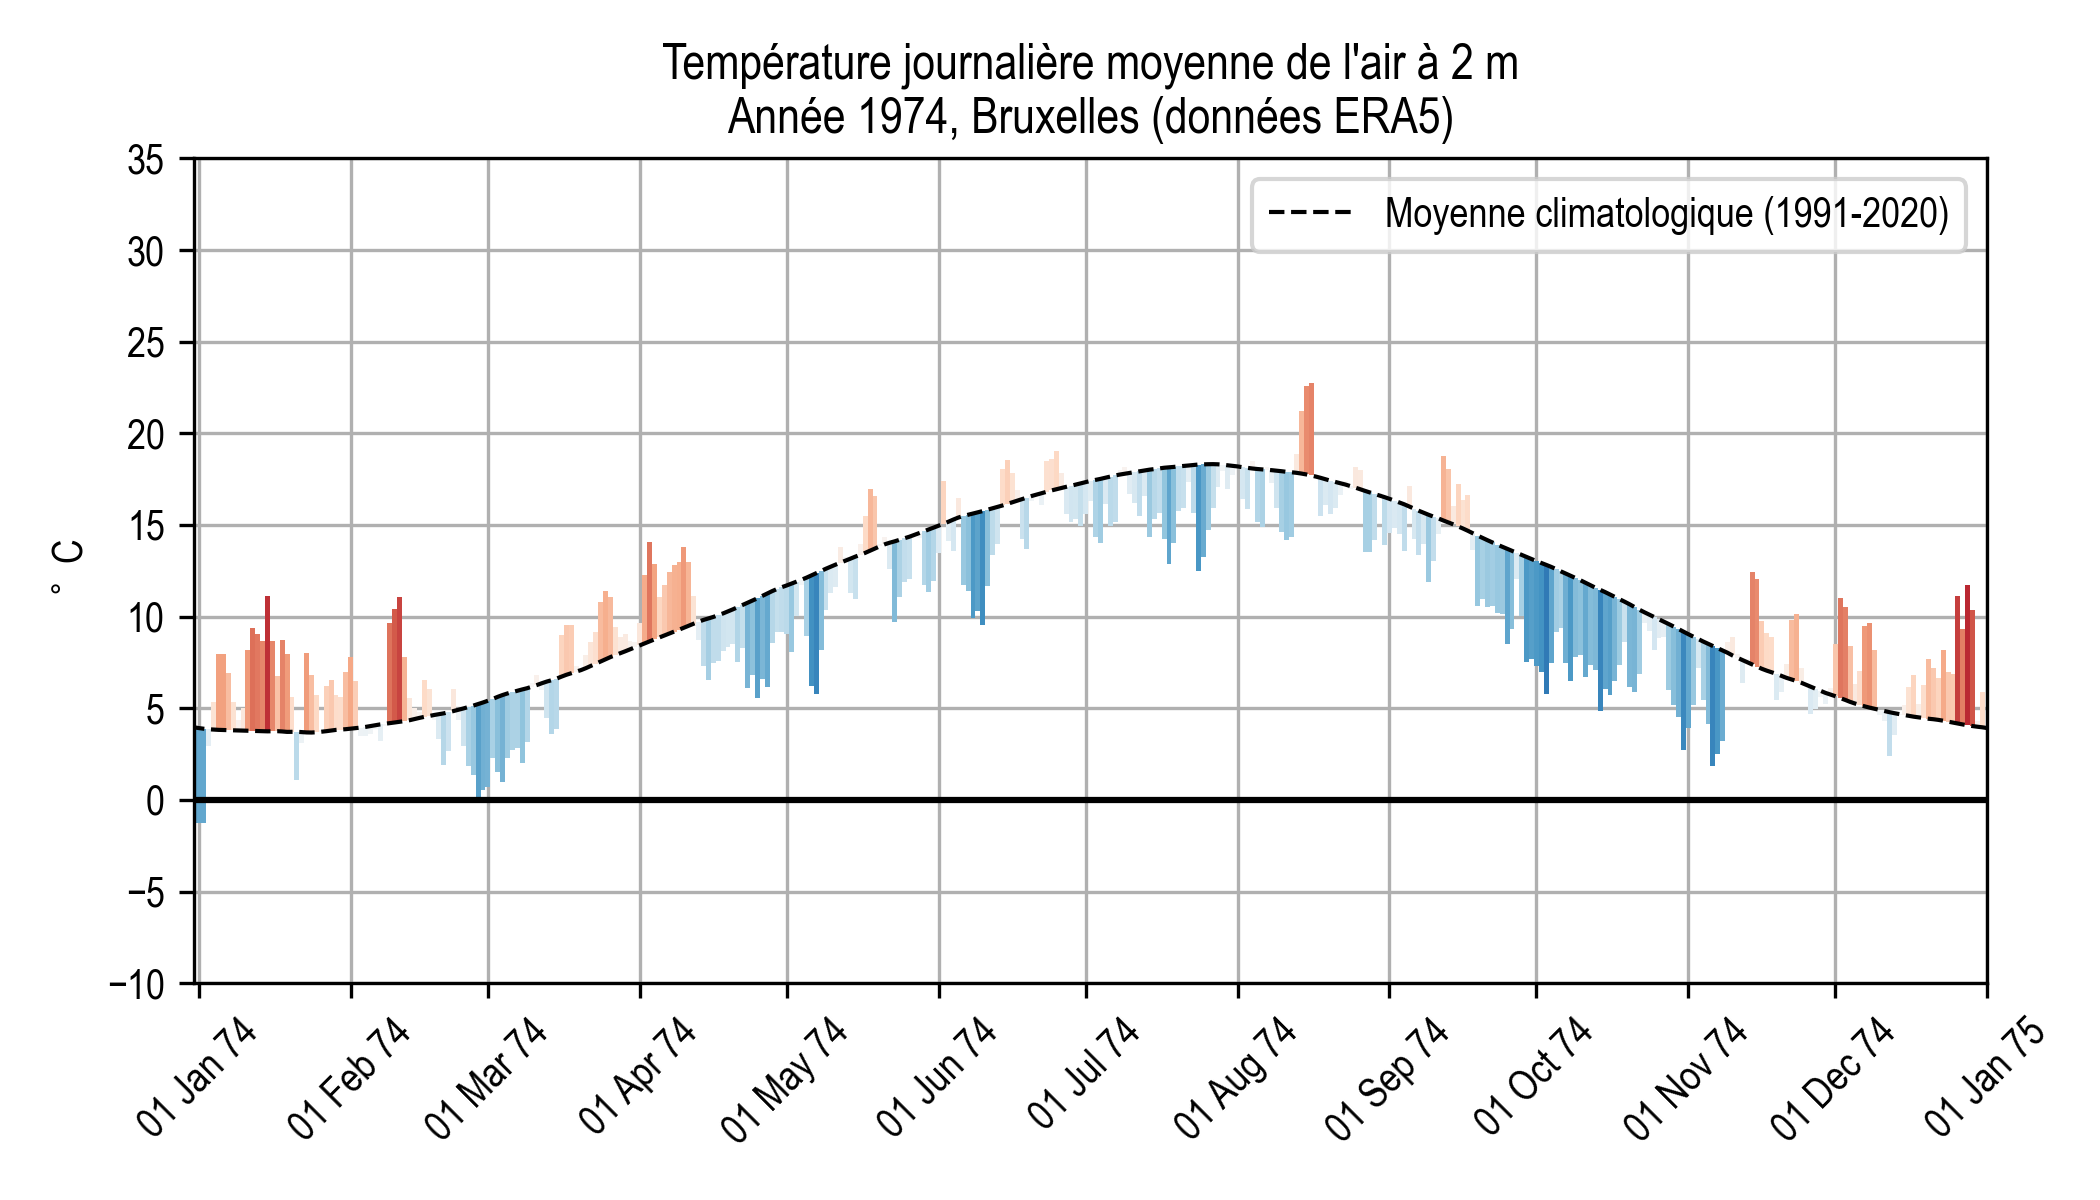 Température journalière moyenne de l'air à 2 m
Année 1974, Bruxelles (données ERA5)
Moyenne climatologique (1991-2020)
35
30
25
20
15
10
5
0
−5
−10
° C
01 Jan 74
01 Feb 74
01 Mar 74
01 Apr 74
01 May 74
01 Jun 74
01 Jul 74
01 Aug 74
01 Sep 74
01 Oct 74
01 Nov 74
01 Dec 74
01 Jan 75